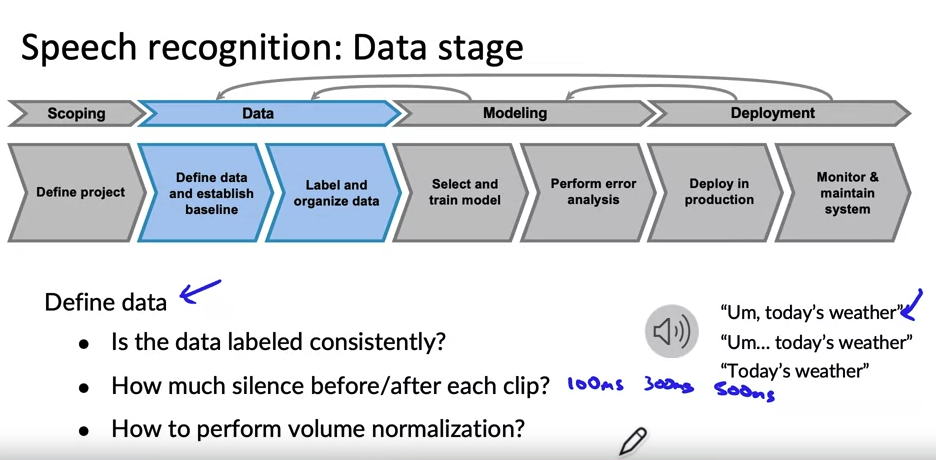 Speech recognition: Data stage
Scoping
Data
Modeling
Deployment
Define project
Define data
and establish
baseline
Label and
organize data
Select and
train model
Perform error
analysis
Deploy in
production
Monitor &
maintain
system
Define data
• Is the data labeled consistently?
• How much silence before/after each clip? 100ms 300ms 500ms
• How to perform volume normalization?
“Um, today’s weather”
“Um... today’s weather”
“Today’s weather”